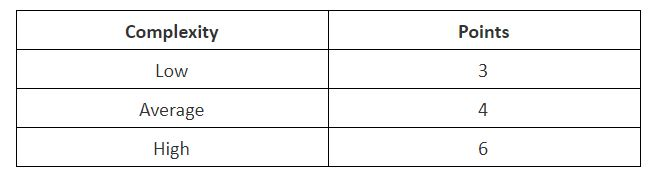 Complexity Points
Low 3
Average 4
High 6